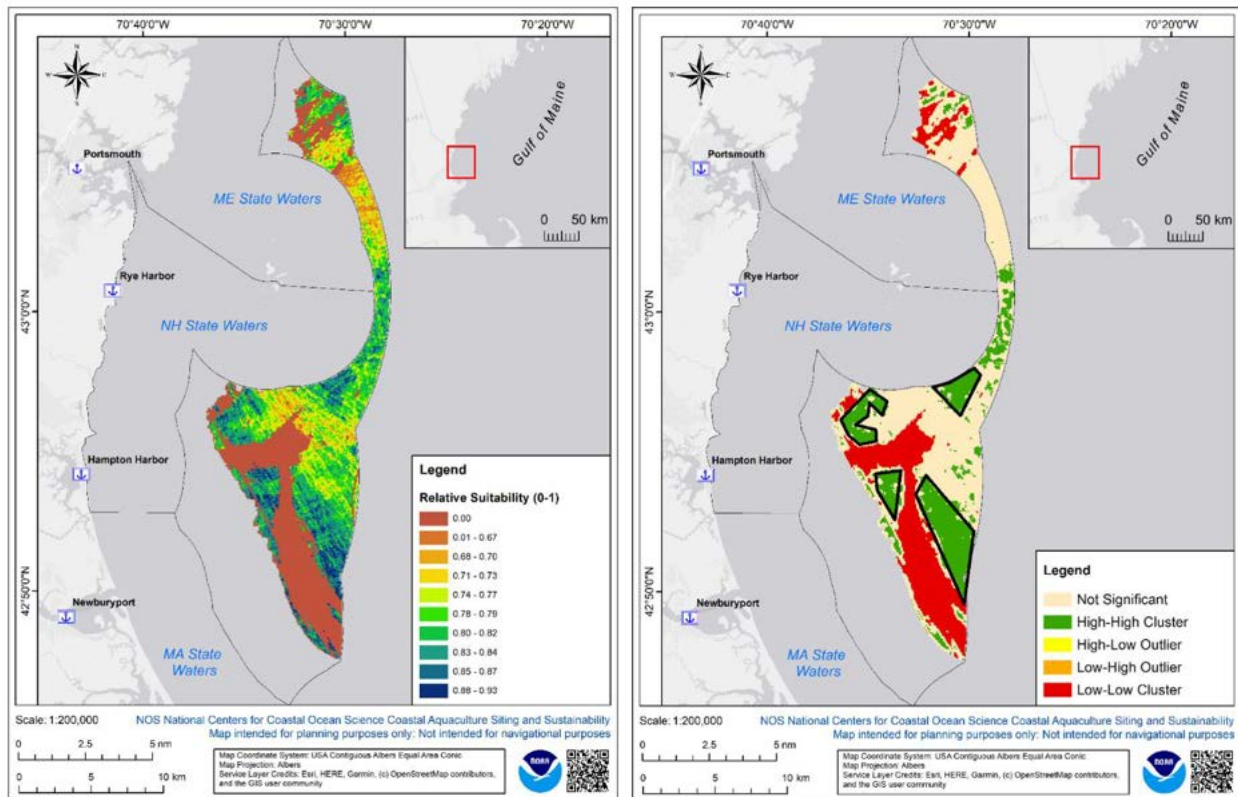 70°40'0"W
70°30'0"W
70°20'0"W
N
W
E
S
Gulf of Maine
Portsmouth
0 50 km
ME State Waters
Rye Harbor
43°0'0"N
NH State Waters
Hampton Harbor
Legend
Relative Suitability (0-1)
0.00
0.01 - 0.67
0.68 - 0.70
0.71 - 0.73
0.74 - 0.77
0.78 - 0.79
0.80 - 0.82
0.83 - 0.84
0.85 - 0.87
0.88 - 0.93
42°50'0"N
Newburyport
MA State
Waters
Scale: 1:200,000
NOS National Centers for Coastal Ocean Science Coastal Aquaculture Siting and Sustainability
Map intended for planning purposes only: Not intended for navigational purposes
0 2.5 5 nm
0 5 10 km
Map Coordinate System: USA Contiguous Albers Equal Area Conic
Map Projection: Albers
Service Layer Credits: Esri, HERE, Garmin, (c) OpenStreetMap contributors,
and the GIS user community
NOAA
70°40'0"W
70°30'0"W
70°20'0"W
N
W
E
S
Gulf of Maine
Portsmouth
0 50 km
ME State Waters
Rye Harbor
43°0'0"N
NH State Waters
Hampton Harbor
Legend
Not Significant
High-High Cluster
High-Low Outlier
Low-High Outlier
Low-Low Cluster
42°50'0"N
Newburyport
MA State
Waters
Scale: 1:200,000
NOS National Centers for Coastal Ocean Science Coastal Aquaculture Siting and Sustainability
Map intended for planning purposes only: Not intended for navigational purposes
0 2.5 5 nm
0 5 10 km
Map Coordinate System: USA Contiguous Albers Equal Area Conic
Map Projection: Albers
Service Layer Credits: Esri, HERE, Garmin, (c) OpenStreetMap contributors,
and the GIS user community
NOAA